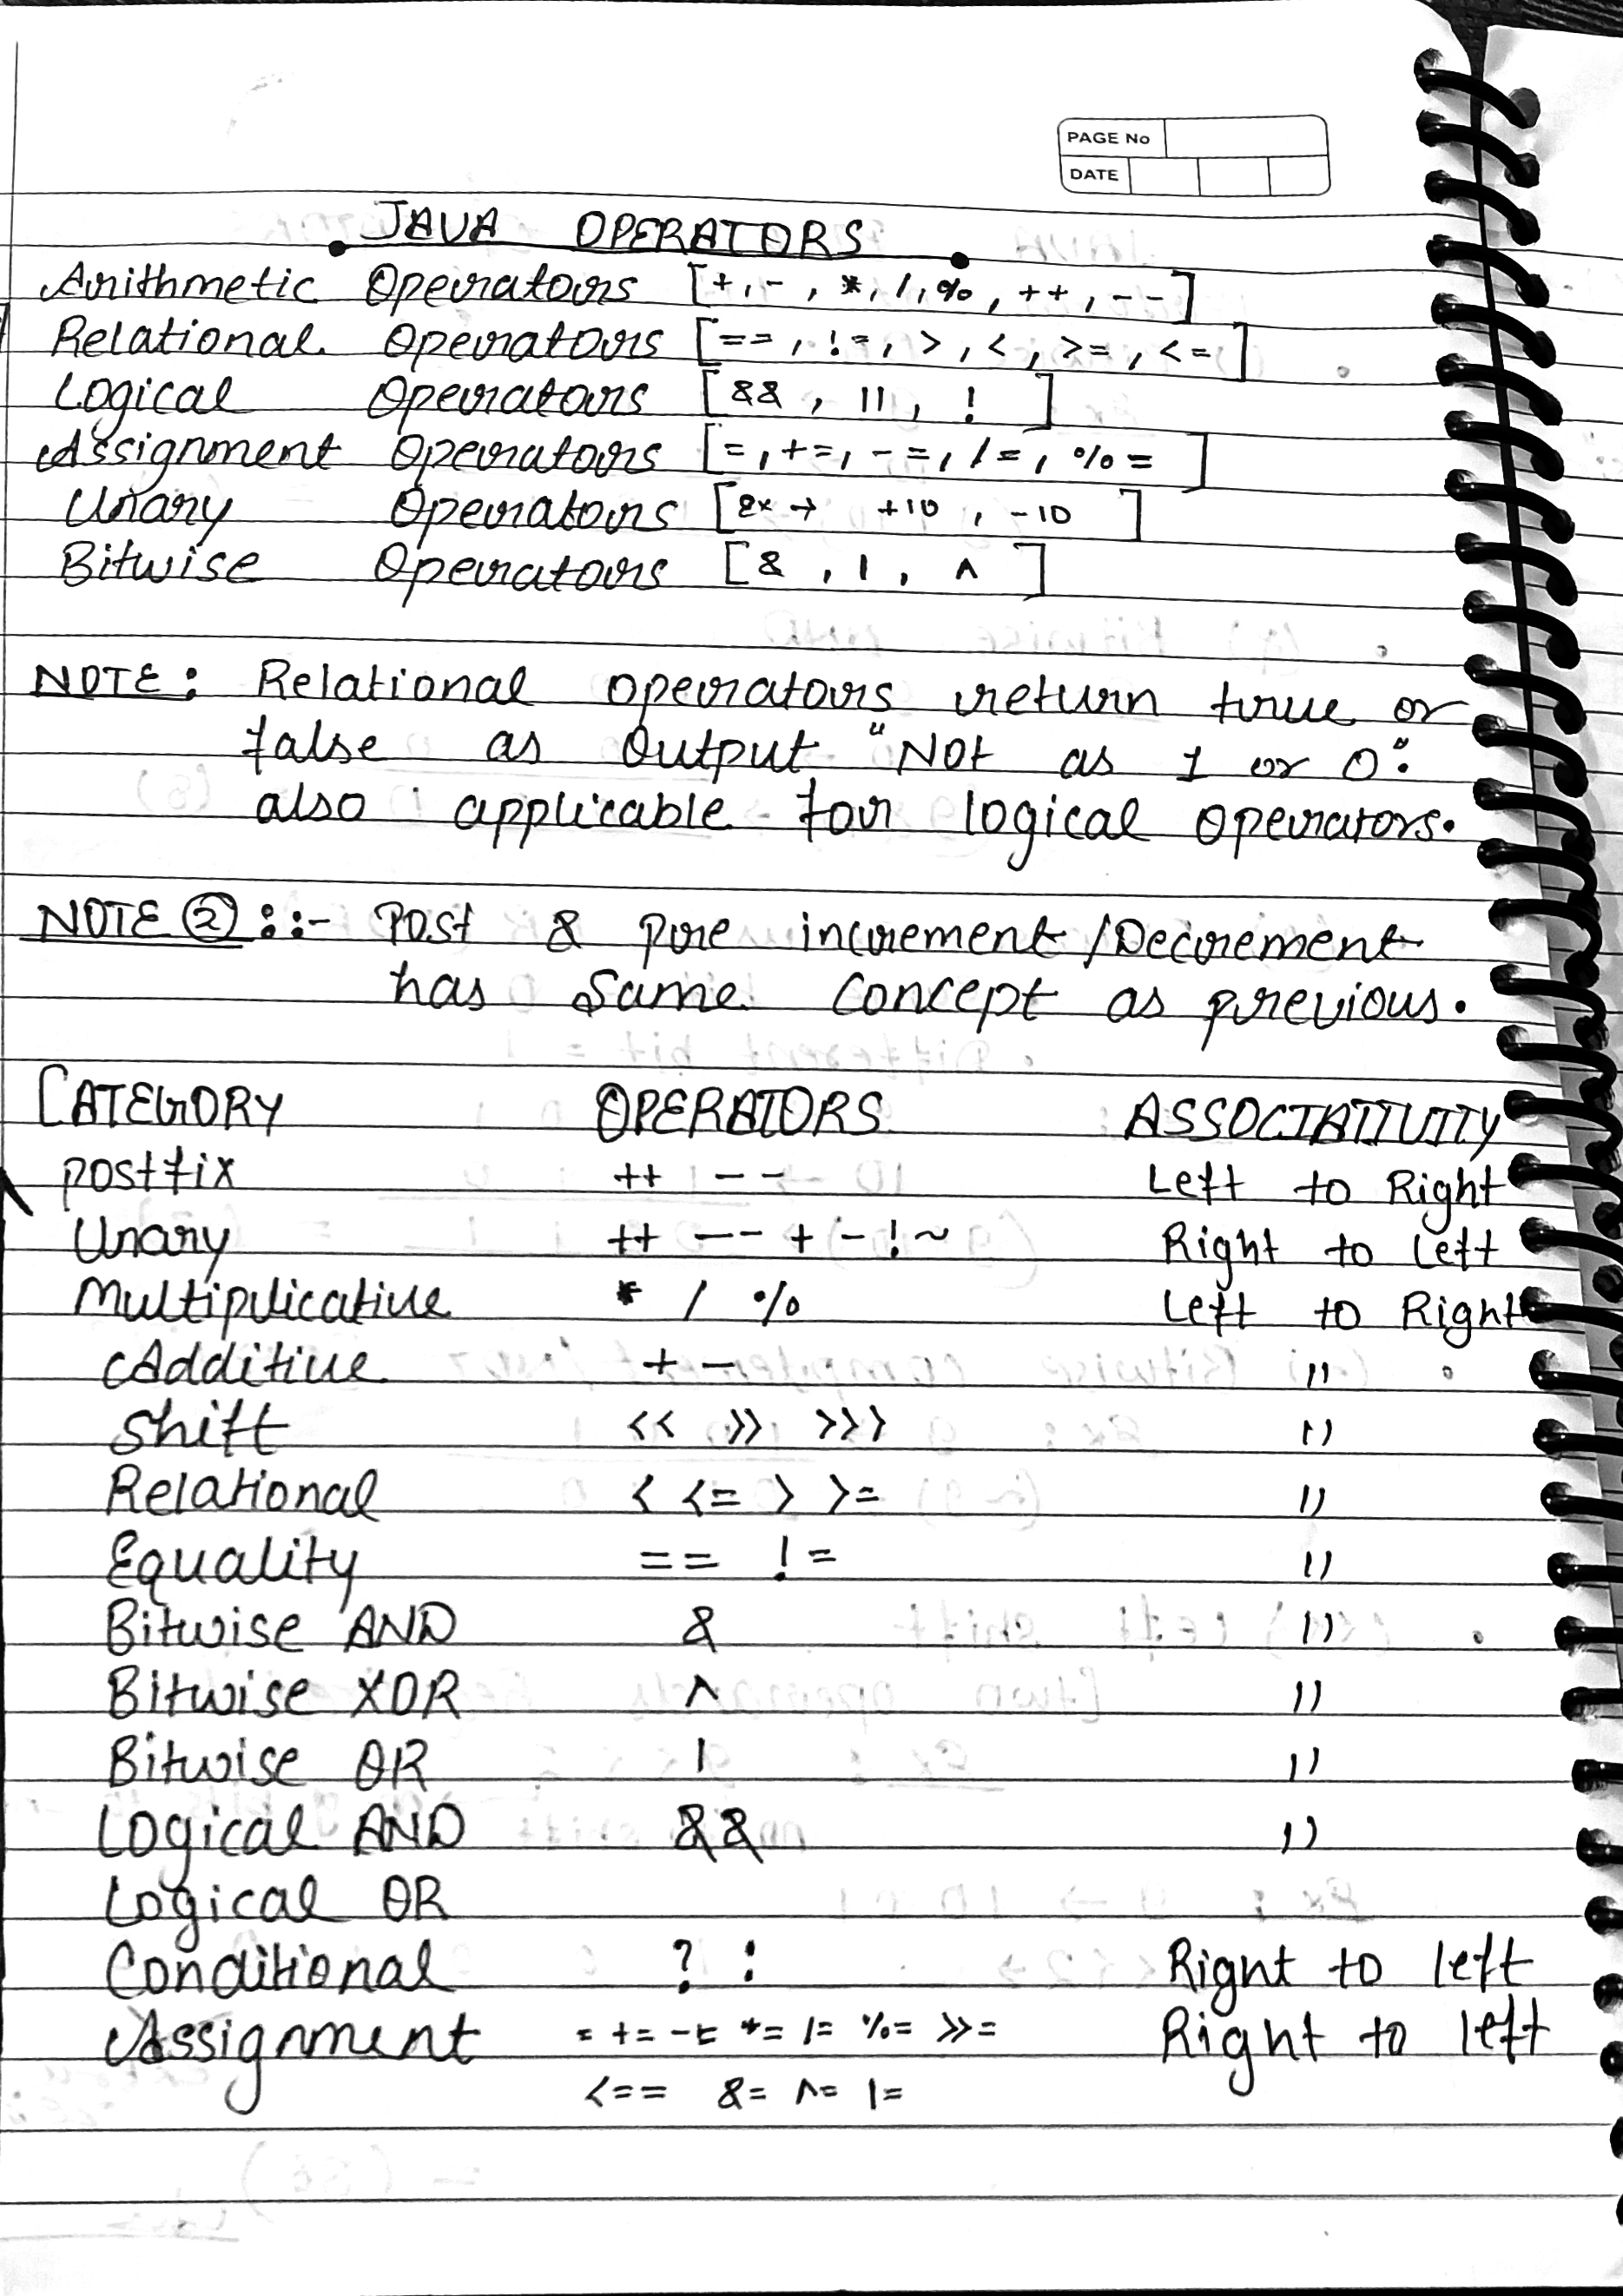 PAGE No
DATE
JAVA OPERATORS
Arithmetic Operators [+, -, *, /, %, ++, --]
Relational Operators [==, !=, >, <, >=, <=]
Logical Operators [&&, ||, !]
Assignment Operators [=, +=, -=, /=, %=]
Unary Operators [ex → +10, -10]
Bitwise Operators [&, |, ^]
NOTE: Relational operators return true or
false as output "Not as 1 or 0".
also applicable for logical operators.
NOTE ② ::- Post & pre increment/Decrement
has same concept as previous.
CATEGORY OPERATORS ASSOCIATIVITY
postfix ++ -- Left to Right
Unary ++ -- + - ! ~ Right to left
Multiplicative * / % Left to Right
Additive + - "
Shift << >> >>> "
Relational < <= > >= "
Equality == != "
Bitwise AND & "
Bitwise XOR ^ "
Bitwise OR | "
Logical AND && "
Logical OR
Conditional ? : Right to left
Assignment = += -= *= /= %= >>= Right to left
<== &= ^= |=